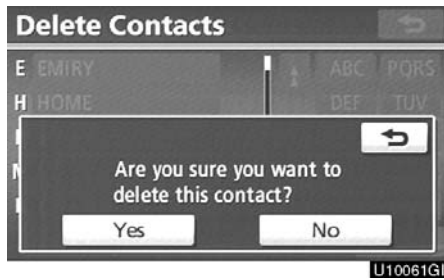 Delete Contacts
E EMIRY ABC PQRS
H HOME DEF TUV
Are you sure you want to
delete this contact?
Yes No
U10061G